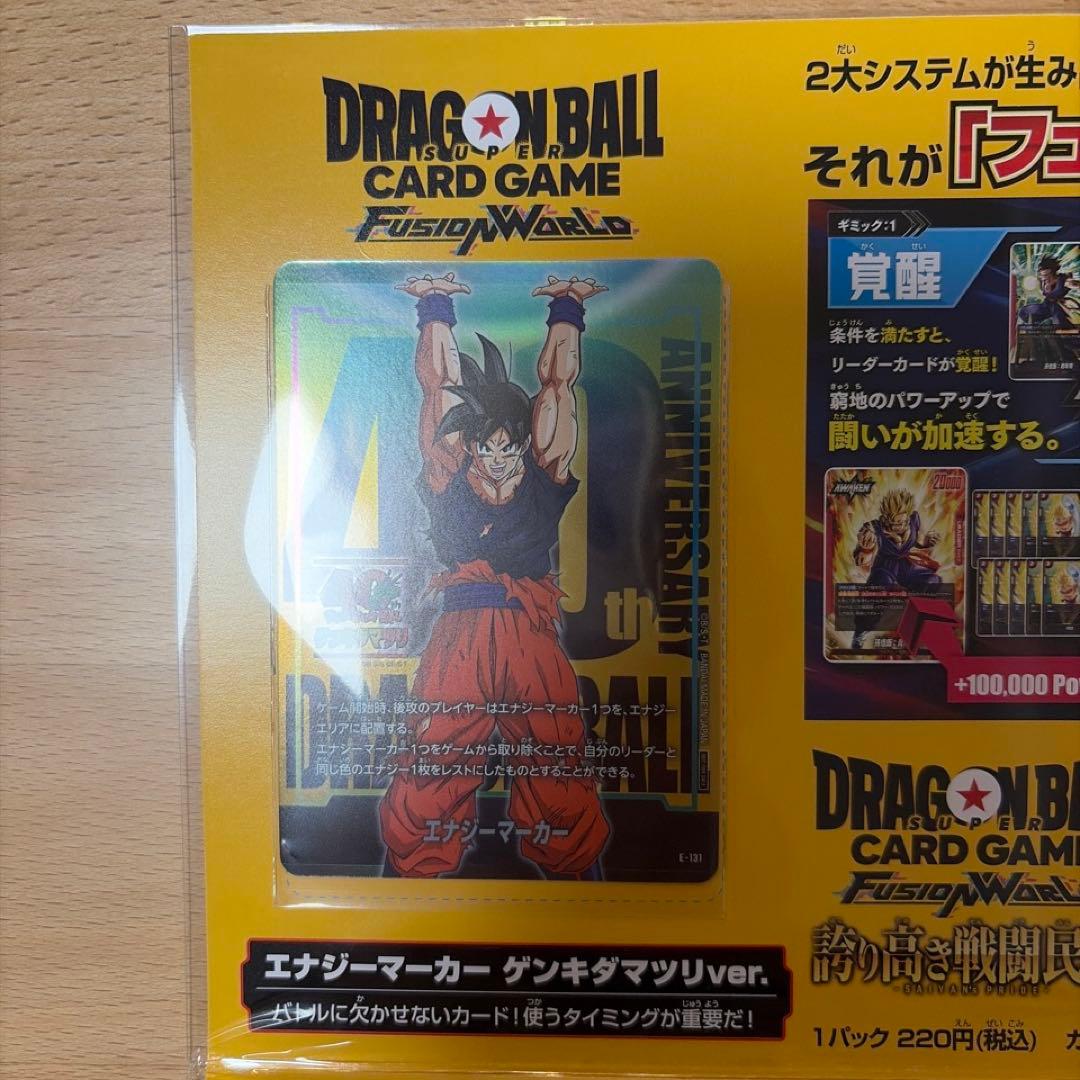 DRAGON BALL
SUPER
CARD GAME
FUSION WORLD
40
th
ANNIVERSARY
DRAGON BALL
©B/S・T BANDAI MADE IN JAPAN
ゲーム開始時、後攻のプレイヤーはエナジーマーカー1つを、エナジー
エリアに配置する。
エナジーマーカー1つをゲームから取り除くことで、自分のリーダーと
同じ色のエナジー1枚をレストにしたものとすることができる。
エナジーマーカー
E-131
エナジーマーカー ゲンキダマツリver.
バトルに欠かせないカード!使うタイミングが重要だ!
2大システムが生み
それが「フュ
ギミック:1
覚醒
条件を満たすと、
リーダーカードが覚醒!
窮地のパワーアップで
闘いが加速する。
AWAKEN
20000
+100,000 Po
DRAGON BA
SUPER
CARD GAM
FUSION WORL
誇り高き戦闘民
-SAIYAN's PRIDE-
1パック 220円(税込)